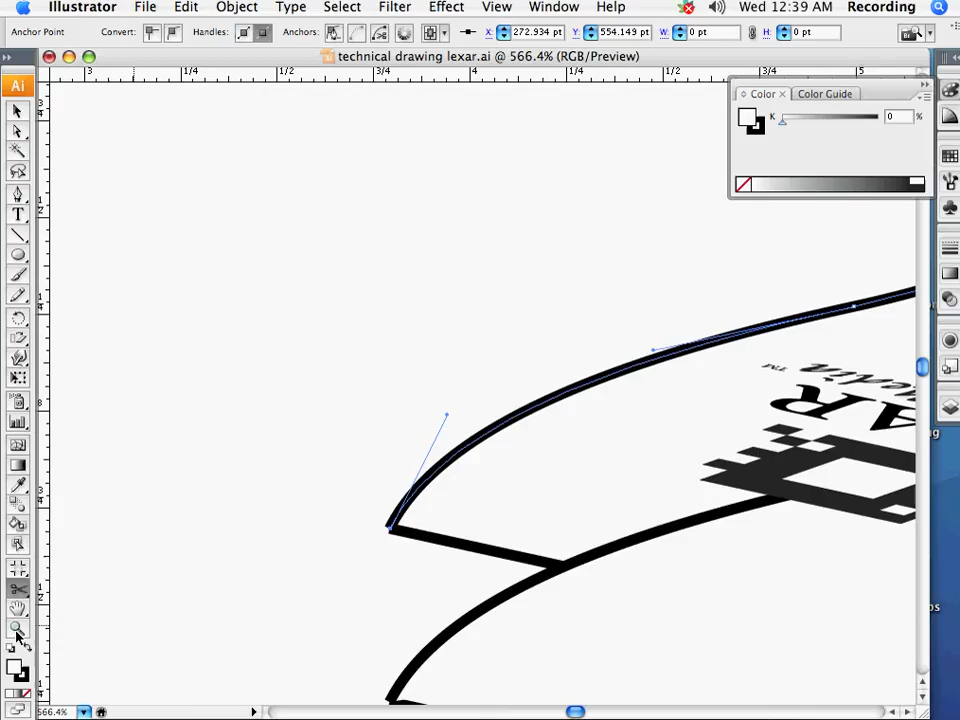 Illustrator File Edit Object Type Select Filter Effect View Window Help Wed 12:39 AM Recording
Anchor Point Convert: Handles: Anchors: X: 272.934 pt Y: 554.149 pt W: 0 pt H: 0 pt
technical drawing lexar.ai @ 566.4% (RGB/Preview)
3 1/4 1/2 3/4 4 1/4 1/2 3/4 5
Ai
Color × Color Guide
K 0 %
AR
TM
566.4%